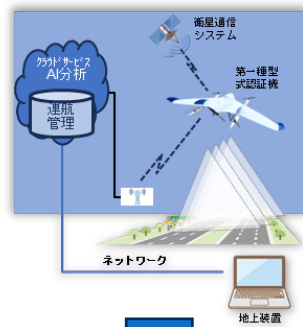 衛星通信
システム
クラウドサービス
AI分析
第一種型
式認証機
運航
管理
ネットワーク
地上装置